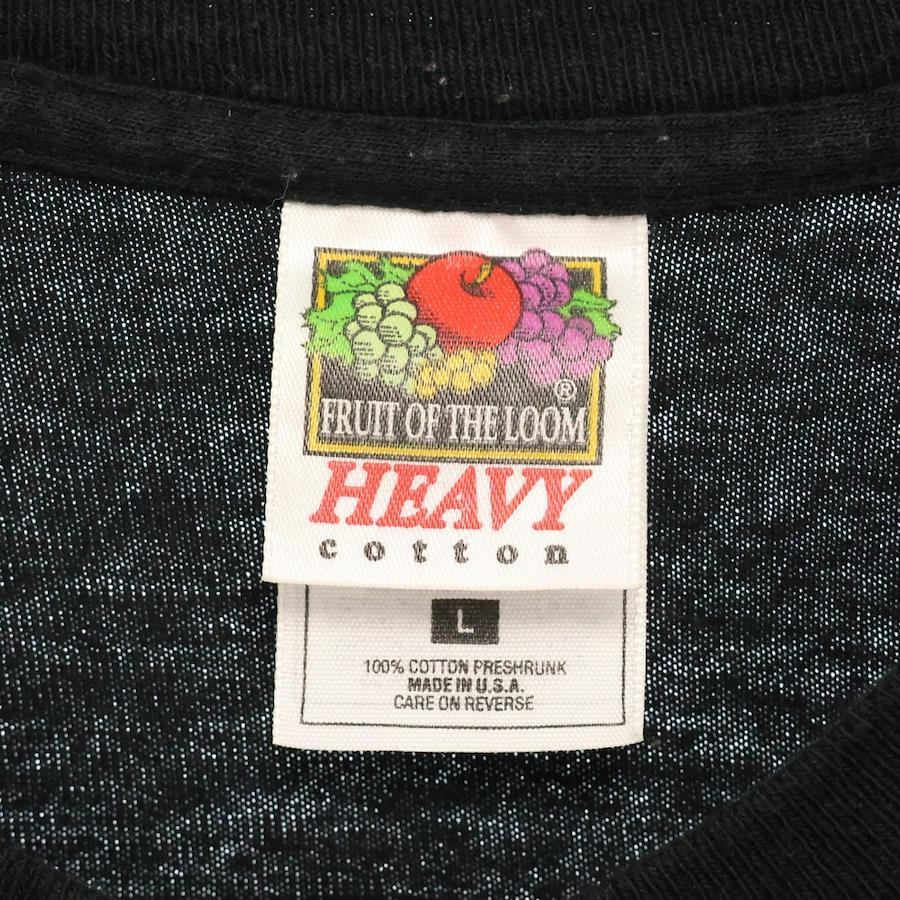 ®
FRUIT OF THE LOOM
HEAVY
cotton
L
100% COTTON PRESHRUNK
MADE IN U.S.A.
CARE ON REVERSE